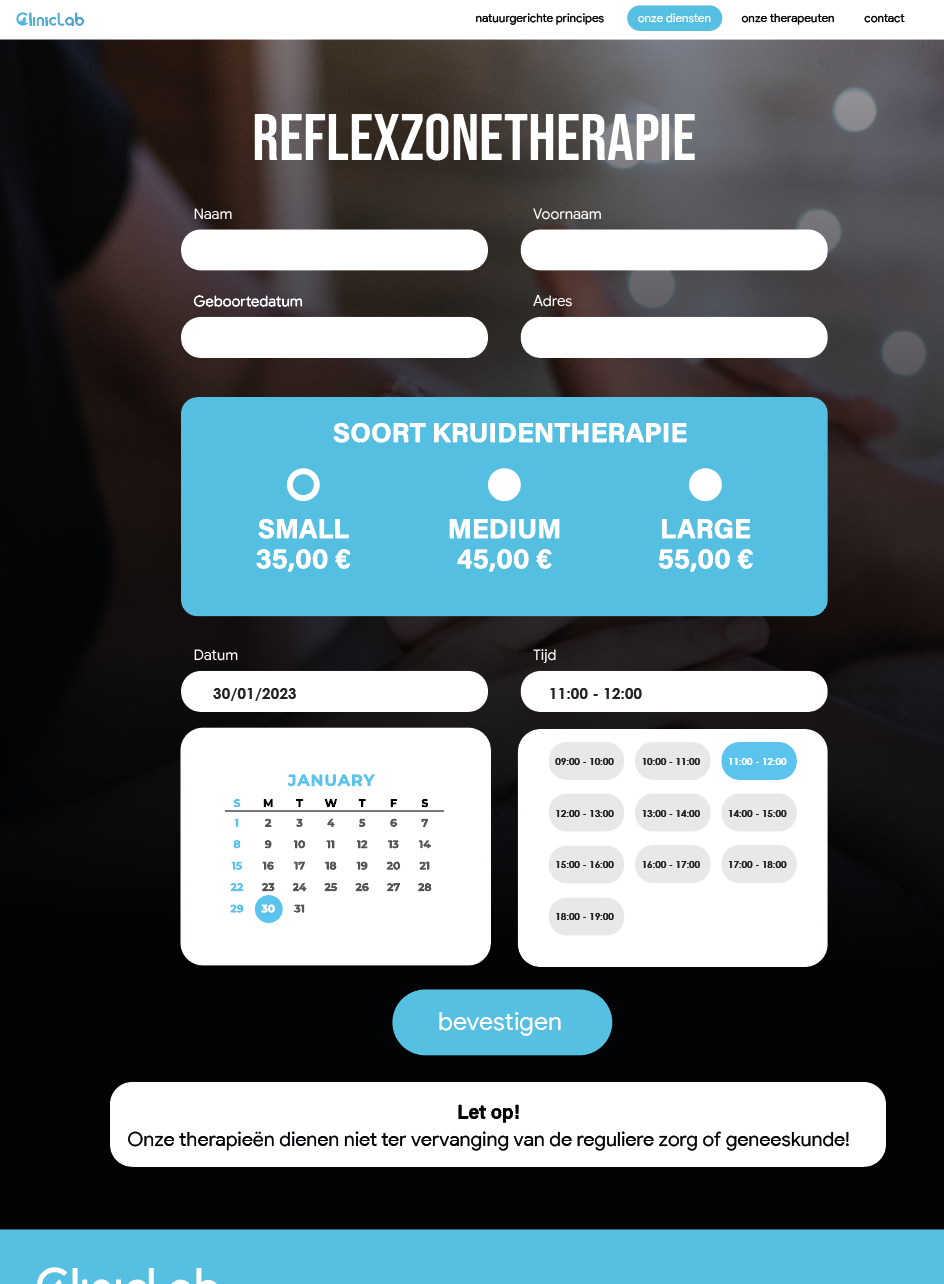 ClinicLab
natuurgerichte principes onze diensten onze therapeuten contact
REFLEXZONETHERAPIE
Naam Voornaam
Geboortedatum Adres
SOORT KRUIDENTHERAPIE
SMALL MEDIUM LARGE
35,00 € 45,00 € 55,00 €
Datum Tijd
30/01/2023 11:00 - 12:00
JANUARY
S M T W T F S
1 2 3 4 5 6 7
8 9 10 11 12 13 14
15 16 17 18 19 20 21
22 23 24 25 26 27 28
29 30 31
09:00 - 10:00 10:00 - 11:00 11:00 - 12:00
12:00 - 13:00 13:00 - 14:00 14:00 - 15:00
15:00 - 16:00 16:00 - 17:00 17:00 - 18:00
18:00 - 19:00
bevestigen
Let op!
Onze therapieën dienen niet ter vervanging van de reguliere zorg of geneeskunde!
ClinicLab